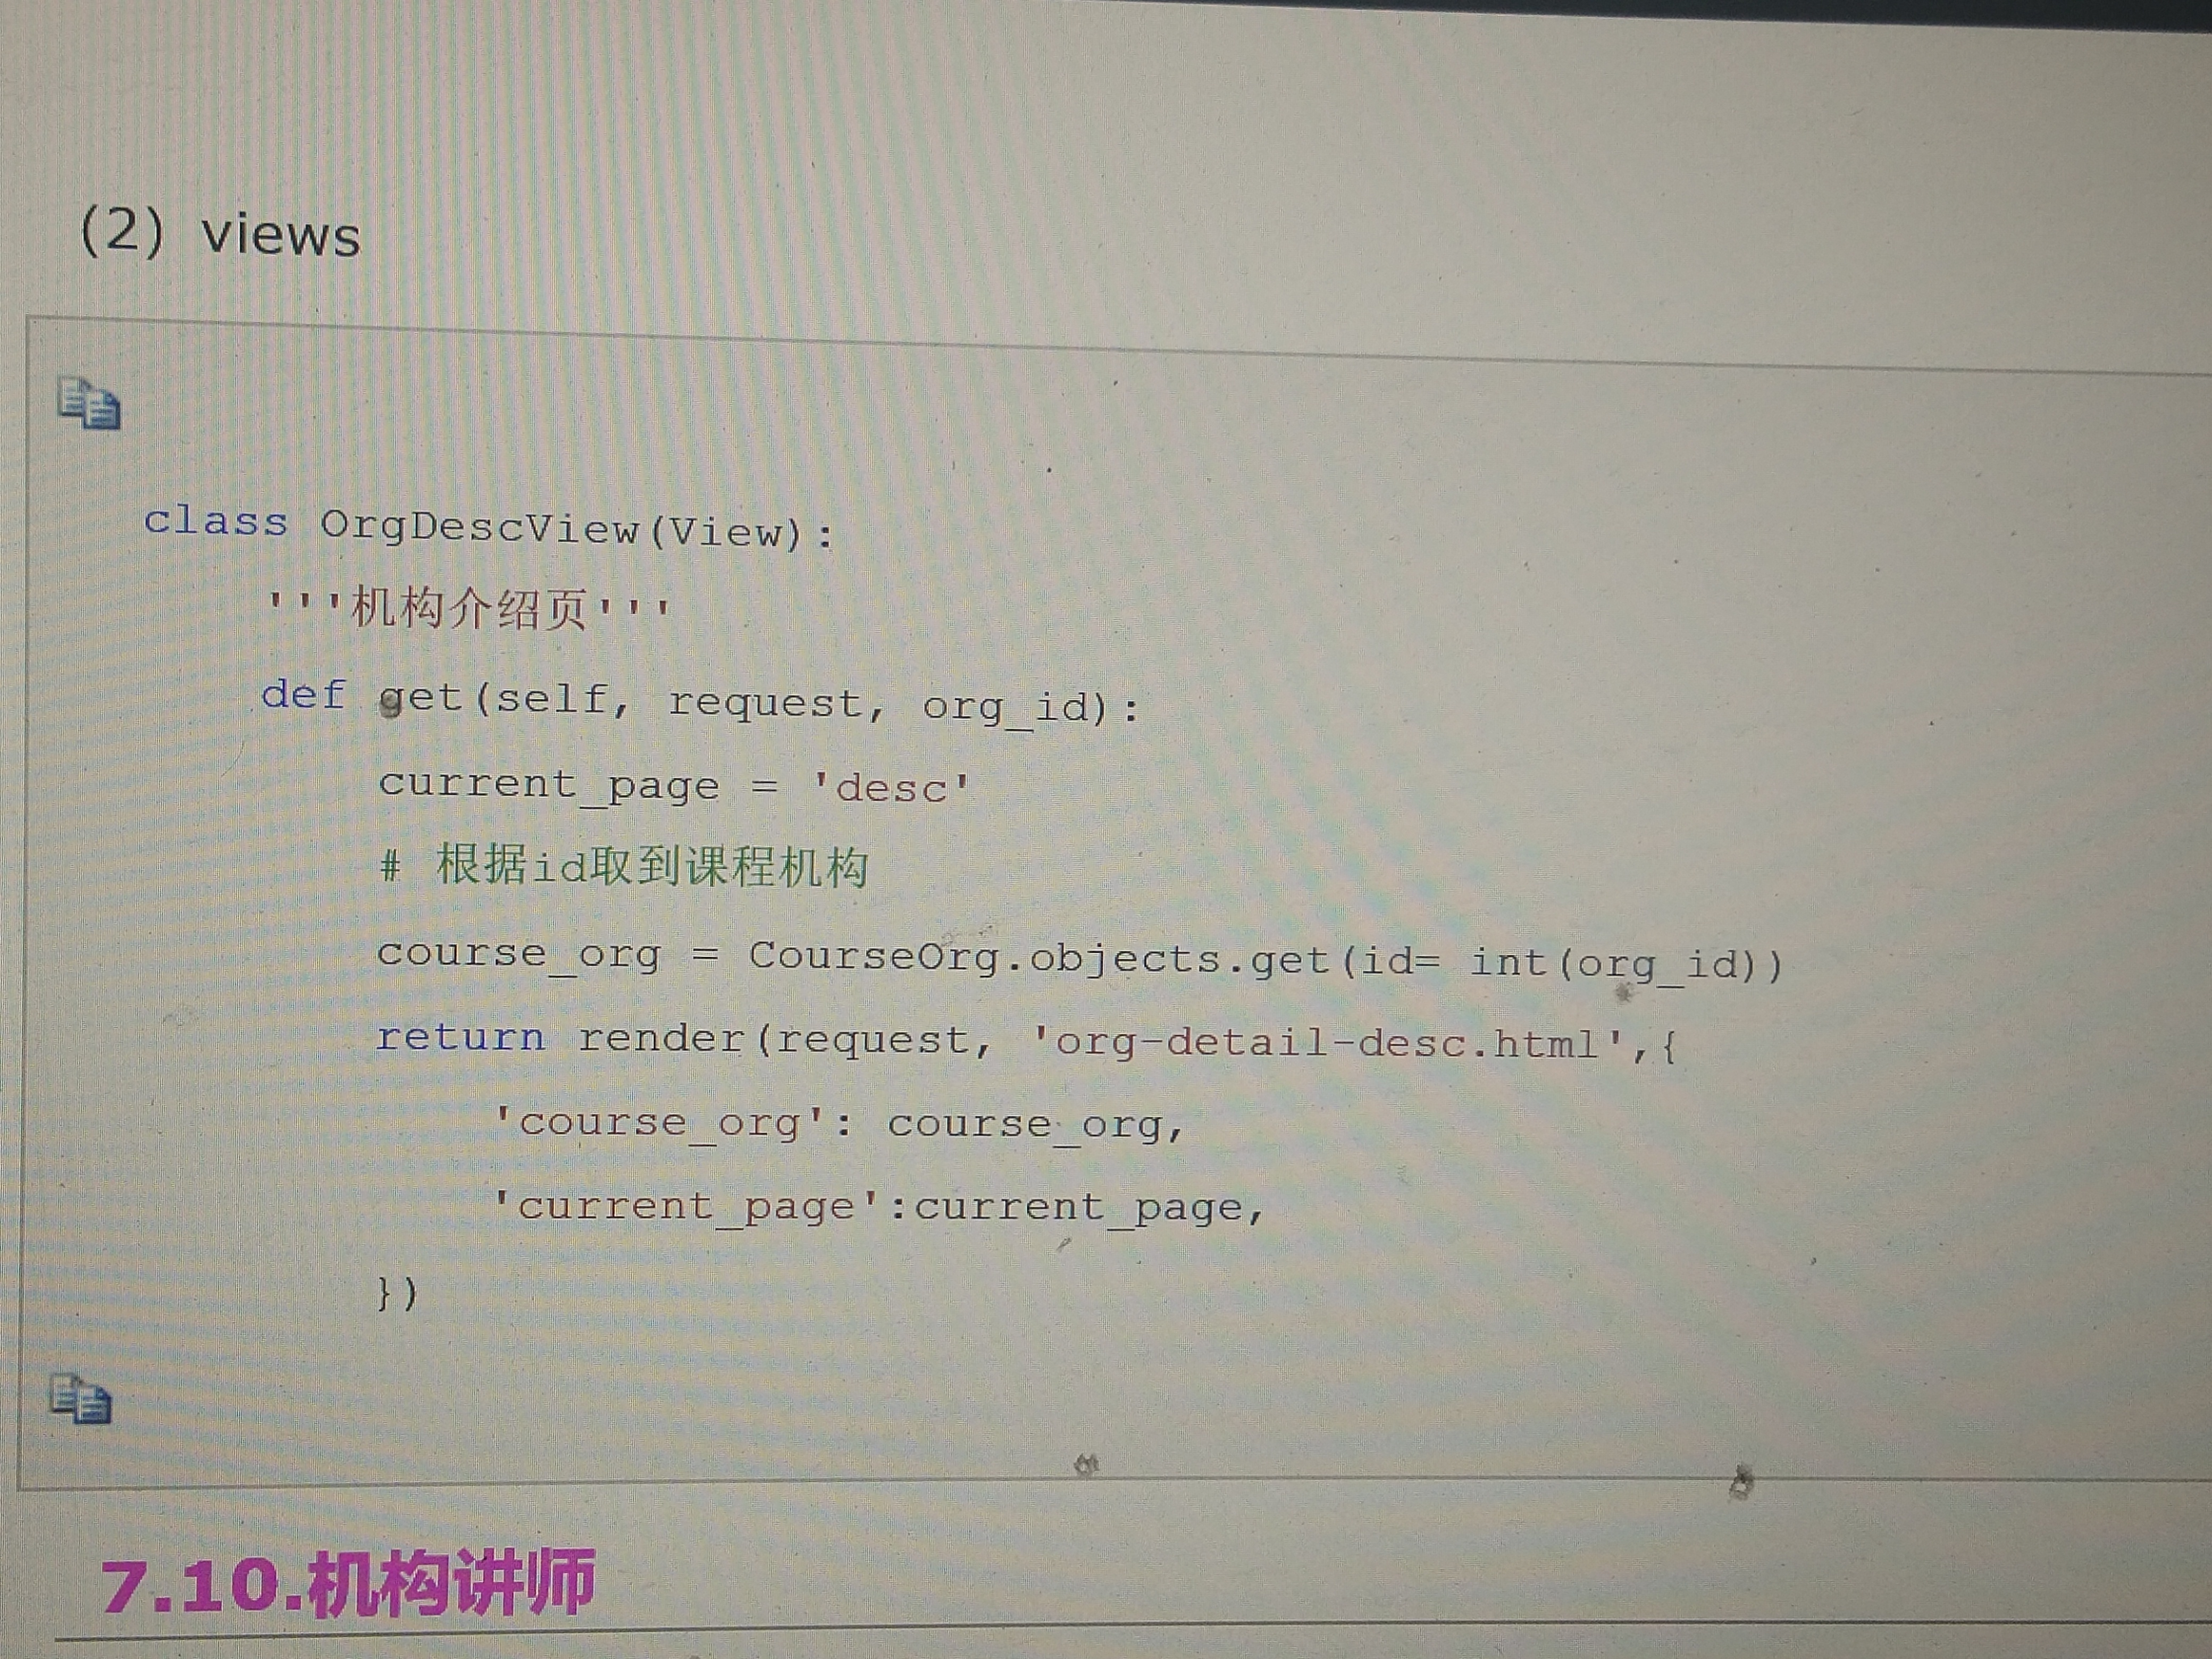 (2) views
class OrgDescView(View):
    '''机构介绍页'''
    def get(self, request, org_id):
        current_page = 'desc'
        # 根据id取到课程机构
        course_org = CourseOrg.objects.get(id= int(org_id))
        return render(request, 'org-detail-desc.html',{
            'course_org': course_org,
            'current_page':current_page,
        })
7.10.机构讲师